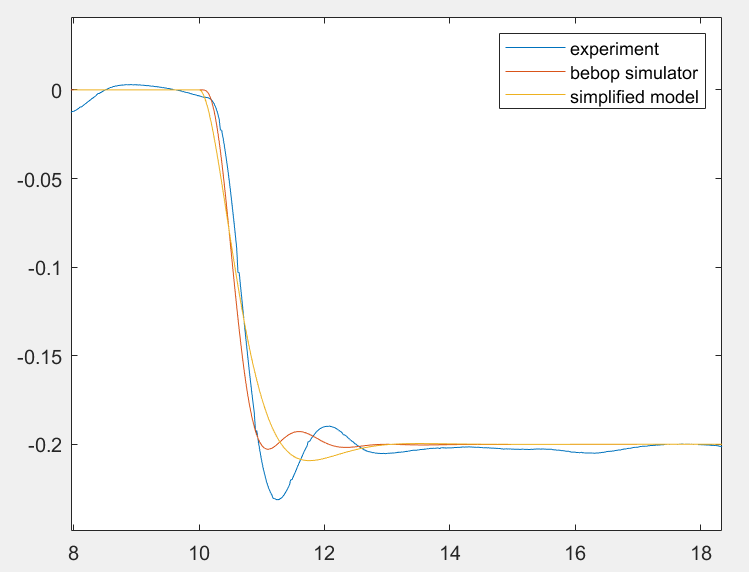 experiment
bebop simulator
simplified model
0
-0.05
-0.1
-0.15
-0.2
8 10 12 14 16 18